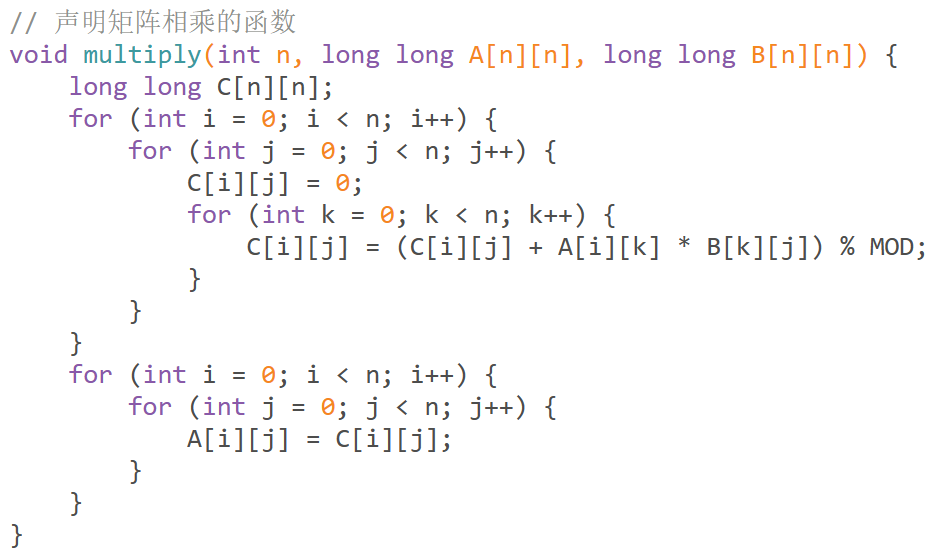 // 声明矩阵相乘的函数
void multiply(int n, long long A[n][n], long long B[n][n]) {
    long long C[n][n];
    for (int i = 0; i < n; i++) {
        for (int j = 0; j < n; j++) {
            C[i][j] = 0;
            for (int k = 0; k < n; k++) {
                C[i][j] = (C[i][j] + A[i][k] * B[k][j]) % MOD;
            }
        }
    }
    for (int i = 0; i < n; i++) {
        for (int j = 0; j < n; j++) {
            A[i][j] = C[i][j];
        }
    }
}